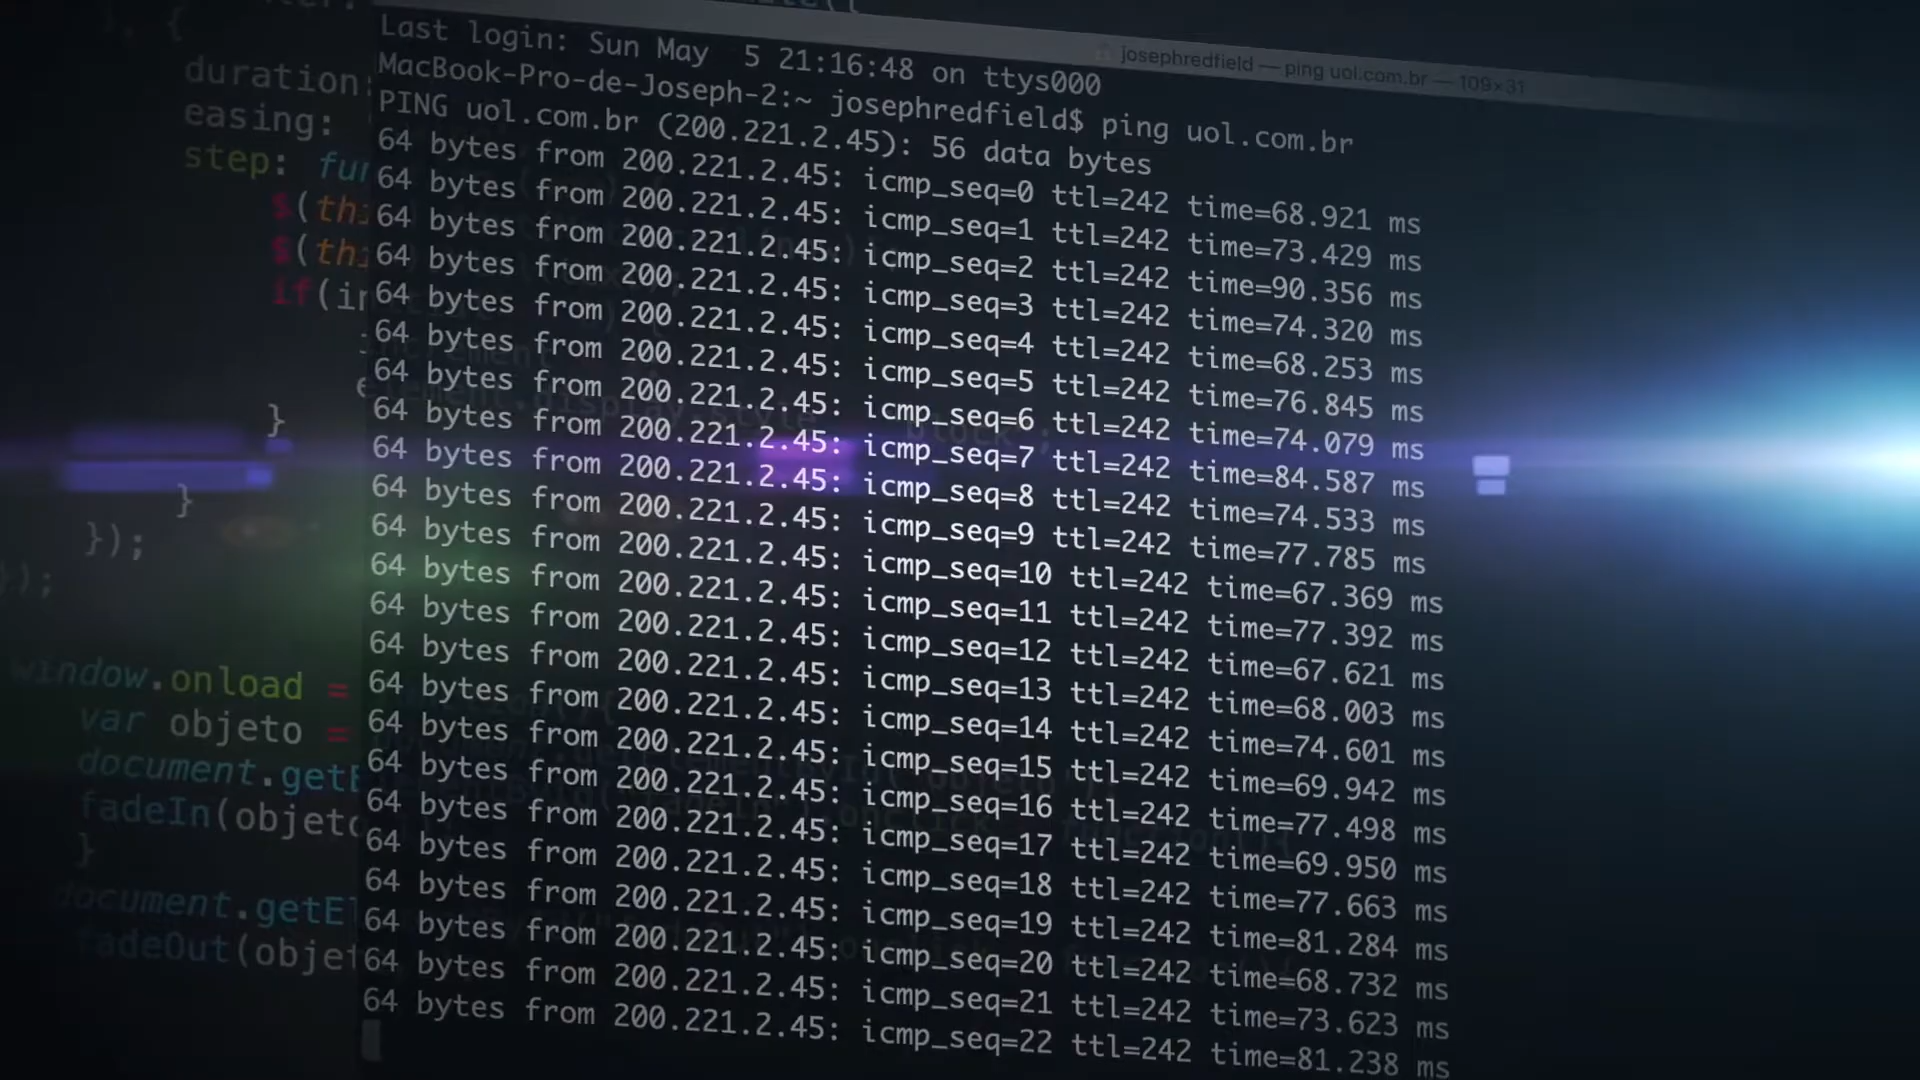 josephredfield — ping uol.com.br — 109×31
Last login: Sun May  5 21:16:48 on ttys000
MacBook-Pro-de-Joseph-2:~ josephredfield$ ping uol.com.br
PING uol.com.br (200.221.2.45): 56 data bytes
64 bytes from 200.221.2.45: icmp_seq=0 ttl=242 time=68.921 ms
64 bytes from 200.221.2.45: icmp_seq=1 ttl=242 time=73.429 ms
64 bytes from 200.221.2.45: icmp_seq=2 ttl=242 time=90.356 ms
64 bytes from 200.221.2.45: icmp_seq=3 ttl=242 time=74.320 ms
64 bytes from 200.221.2.45: icmp_seq=4 ttl=242 time=68.253 ms
64 bytes from 200.221.2.45: icmp_seq=5 ttl=242 time=76.845 ms
64 bytes from 200.221.2.45: icmp_seq=6 ttl=242 time=74.079 ms
64 bytes from 200.221.2.45: icmp_seq=7 ttl=242 time=84.587 ms
64 bytes from 200.221.2.45: icmp_seq=8 ttl=242 time=74.533 ms
64 bytes from 200.221.2.45: icmp_seq=9 ttl=242 time=77.785 ms
64 bytes from 200.221.2.45: icmp_seq=10 ttl=242 time=67.369 ms
64 bytes from 200.221.2.45: icmp_seq=11 ttl=242 time=77.392 ms
64 bytes from 200.221.2.45: icmp_seq=12 ttl=242 time=67.621 ms
64 bytes from 200.221.2.45: icmp_seq=13 ttl=242 time=68.003 ms
64 bytes from 200.221.2.45: icmp_seq=14 ttl=242 time=74.601 ms
64 bytes from 200.221.2.45: icmp_seq=15 ttl=242 time=69.942 ms
64 bytes from 200.221.2.45: icmp_seq=16 ttl=242 time=77.498 ms
64 bytes from 200.221.2.45: icmp_seq=17 ttl=242 time=69.950 ms
64 bytes from 200.221.2.45: icmp_seq=18 ttl=242 time=77.663 ms
64 bytes from 200.221.2.45: icmp_seq=19 ttl=242 time=81.284 ms
64 bytes from 200.221.2.45: icmp_seq=20 ttl=242 time=68.732 ms
64 bytes from 200.221.2.45: icmp_seq=21 ttl=242 time=73.623 ms
64 bytes from 200.221.2.45: icmp_seq=22 ttl=242 time=81.238 ms
}, {
duration:
easing:
step: fun
$(thi
$(thi
if(in
}
}
});
});
window.onload =
var objeto =
document.getE
fadeIn(objeto
}
document.getEl
fadeOut(objet